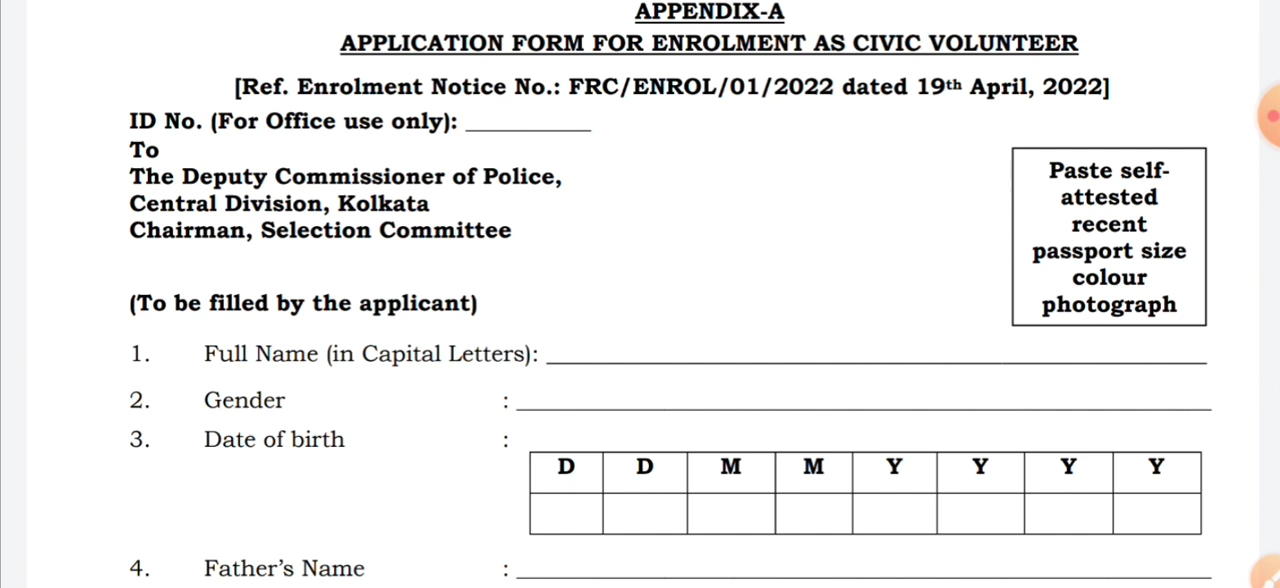 APPENDIX-A
APPLICATION FORM FOR ENROLMENT AS CIVIC VOLUNTEER
[Ref. Enrolment Notice No.: FRC/ENROL/01/2022 dated 19th April, 2022]
ID No. (For Office use only): __________
To
The Deputy Commissioner of Police,
Central Division, Kolkata
Chairman, Selection Committee
Paste self-
attested
recent
passport size
colour
photograph
(To be filled by the applicant)
1. Full Name (in Capital Letters): __________
2. Gender : __________
3. Date of birth :
D D M M Y Y Y Y
4. Father’s Name : __________